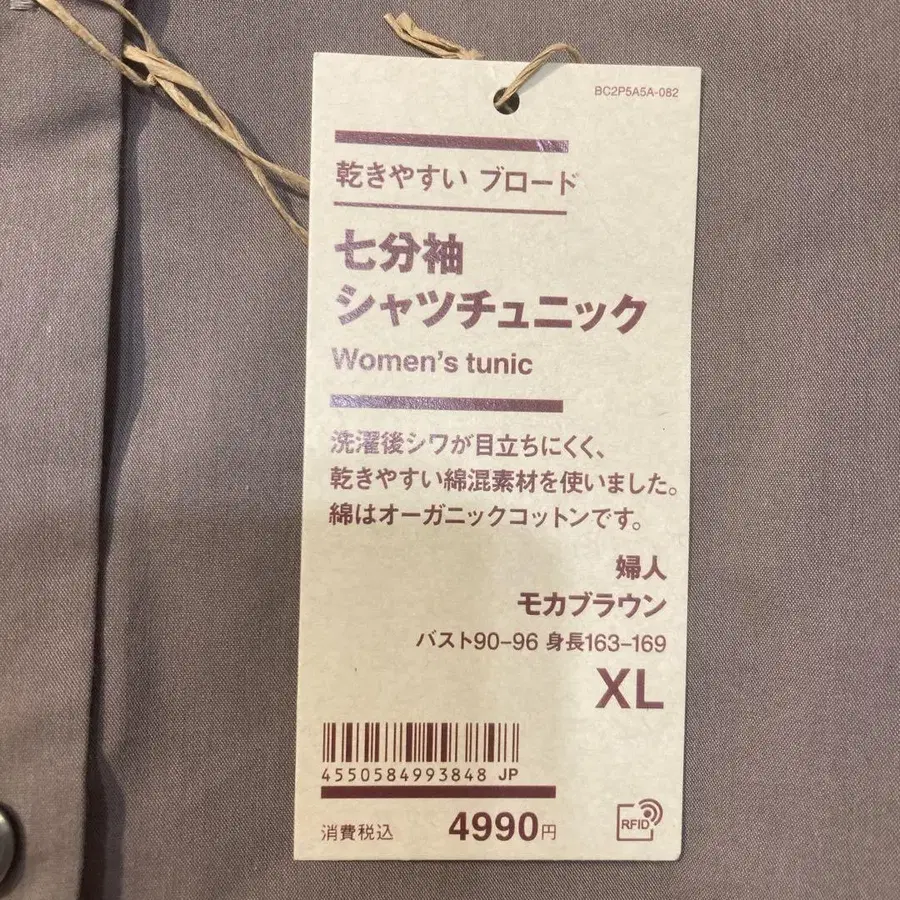 BC2P5A5A-082
乾きやすい ブロード
七分袖
シャツチュニック
Women's tunic
洗濯後シワが目立ちにくく、
乾きやすい綿混素材を使いました。
綿はオーガニックコットンです。
婦人
モカブラウン
バスト90-96 身長163-169
XL
4550584993848 JP
消費税込 4990円
RFID